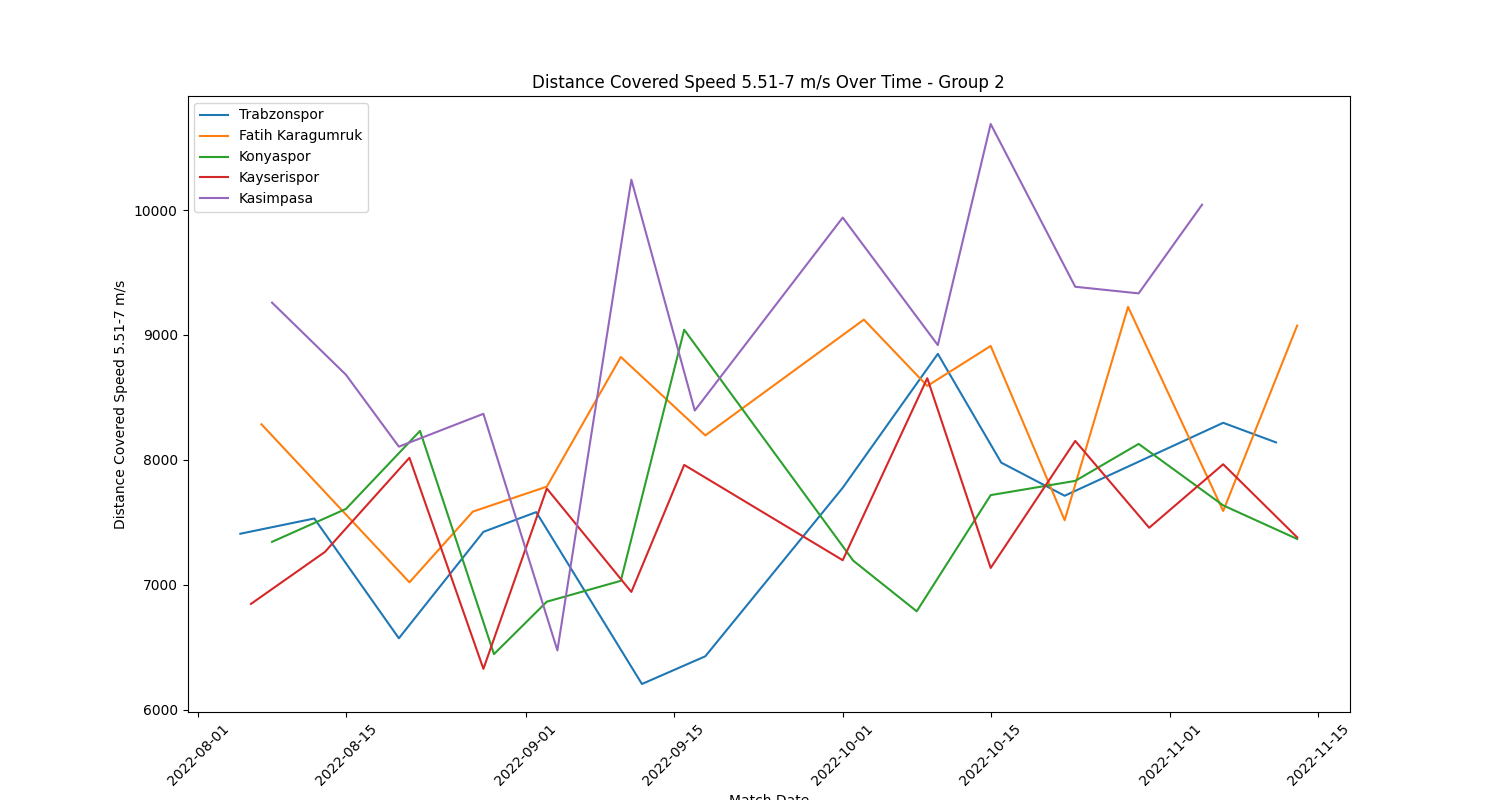 Distance Covered Speed 5.51-7 m/s Over Time - Group 2
Trabzonspor
Fatih Karagumruk
Konyaspor
Kayserispor
Kasimpasa
Distance Covered Speed 5.51-7 m/s
10000
9000
8000
7000
6000
2022-08-01
2022-08-15
2022-09-01
2022-09-15
2022-10-01
2022-10-15
2022-11-01
2022-11-15
Match Date